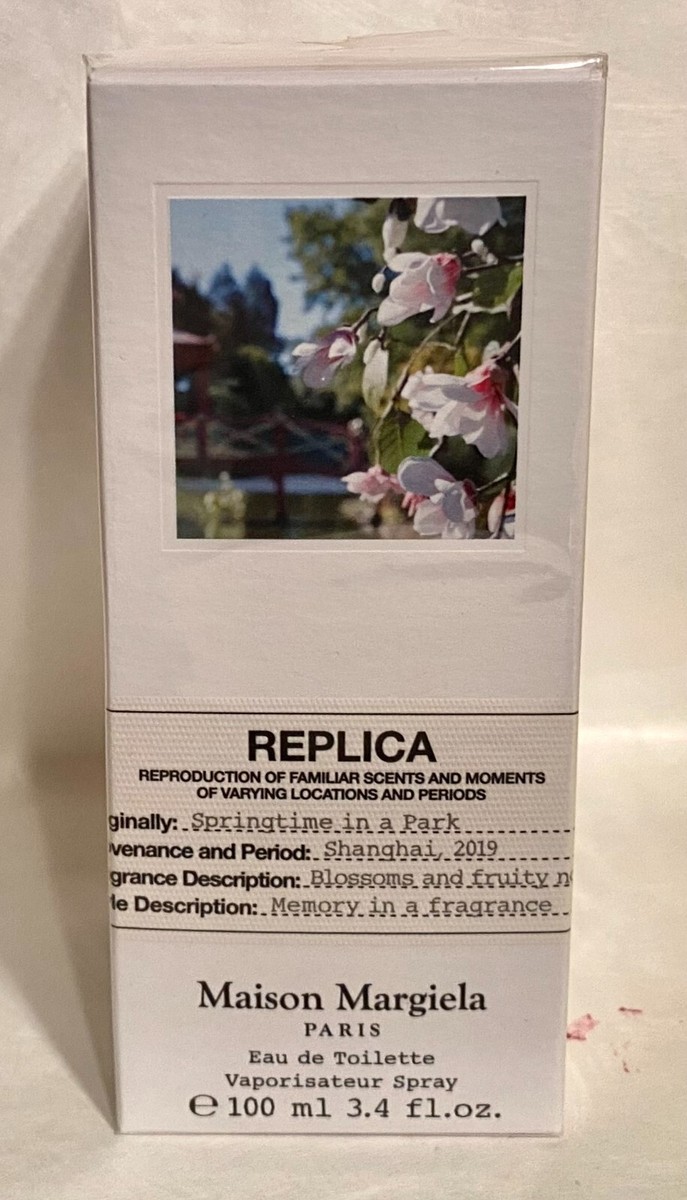 REPLICA
REPRODUCTION OF FAMILIAR SCENTS AND MOMENTS
OF VARYING LOCATIONS AND PERIODS
ginally: Springtime in a Park
venance and Period: Shanghai, 2019
grance Description: Blossoms and fruity n
le Description: Memory in a fragrance
Maison Margiela
PARIS
Eau de Toilette
Vaporisateur Spray
℮ 100 ml 3.4 fl.oz.